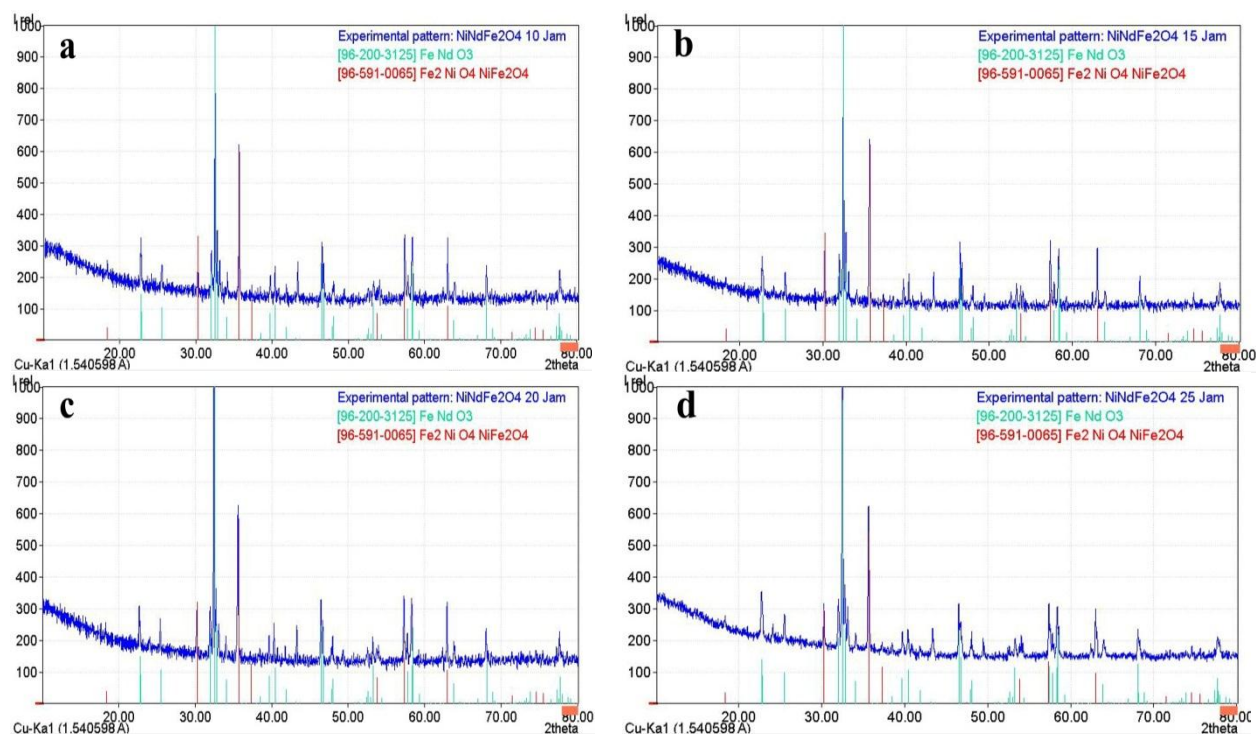 I rel
1000
900
800
700
600
500
400
300
200
100
a
Experimental pattern: NiNdFe2O4 10 Jam
[96-200-3125] Fe Nd O3
[96-591-0065] Fe2 Ni O4 NiFe2O4
20.00 30.00 40.00 50.00 60.00 70.00 80.00
Cu-Ka1 (1.540598 A) 2theta
I rel
1000
900
800
700
600
500
400
300
200
100
b
Experimental pattern: NiNdFe2O4 15 Jam
[96-200-3125] Fe Nd O3
[96-591-0065] Fe2 Ni O4 NiFe2O4
20.00 30.00 40.00 50.00 60.00 70.00 80.00
Cu-Ka1 (1.540598 A) 2theta
I rel
1000
900
800
700
600
500
400
300
200
100
c
Experimental pattern: NiNdFe2O4 20 Jam
[96-200-3125] Fe Nd O3
[96-591-0065] Fe2 Ni O4 NiFe2O4
20.00 30.00 40.00 50.00 60.00 70.00 80.00
Cu-Ka1 (1.540598 A) 2theta
I rel
1000
900
800
700
600
500
400
300
200
100
d
Experimental pattern: NiNdFe2O4 25 Jam
[96-200-3125] Fe Nd O3
[96-591-0065] Fe2 Ni O4 NiFe2O4
20.00 30.00 40.00 50.00 60.00 70.00 80.00
Cu-Ka1 (1.540598 A) 2theta